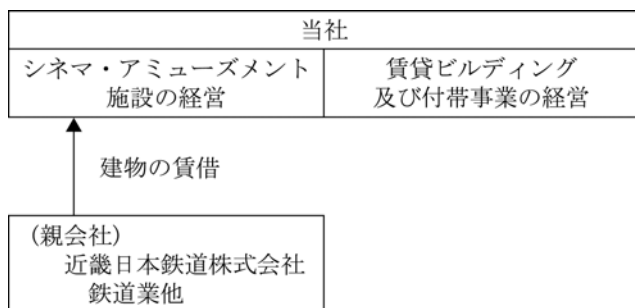 当社
シネマ・アミューズメント
施設の経営
賃貸ビルディング
及び付帯事業の経営
建物の賃借
(親会社)
近畿日本鉄道株式会社
鉄道業他